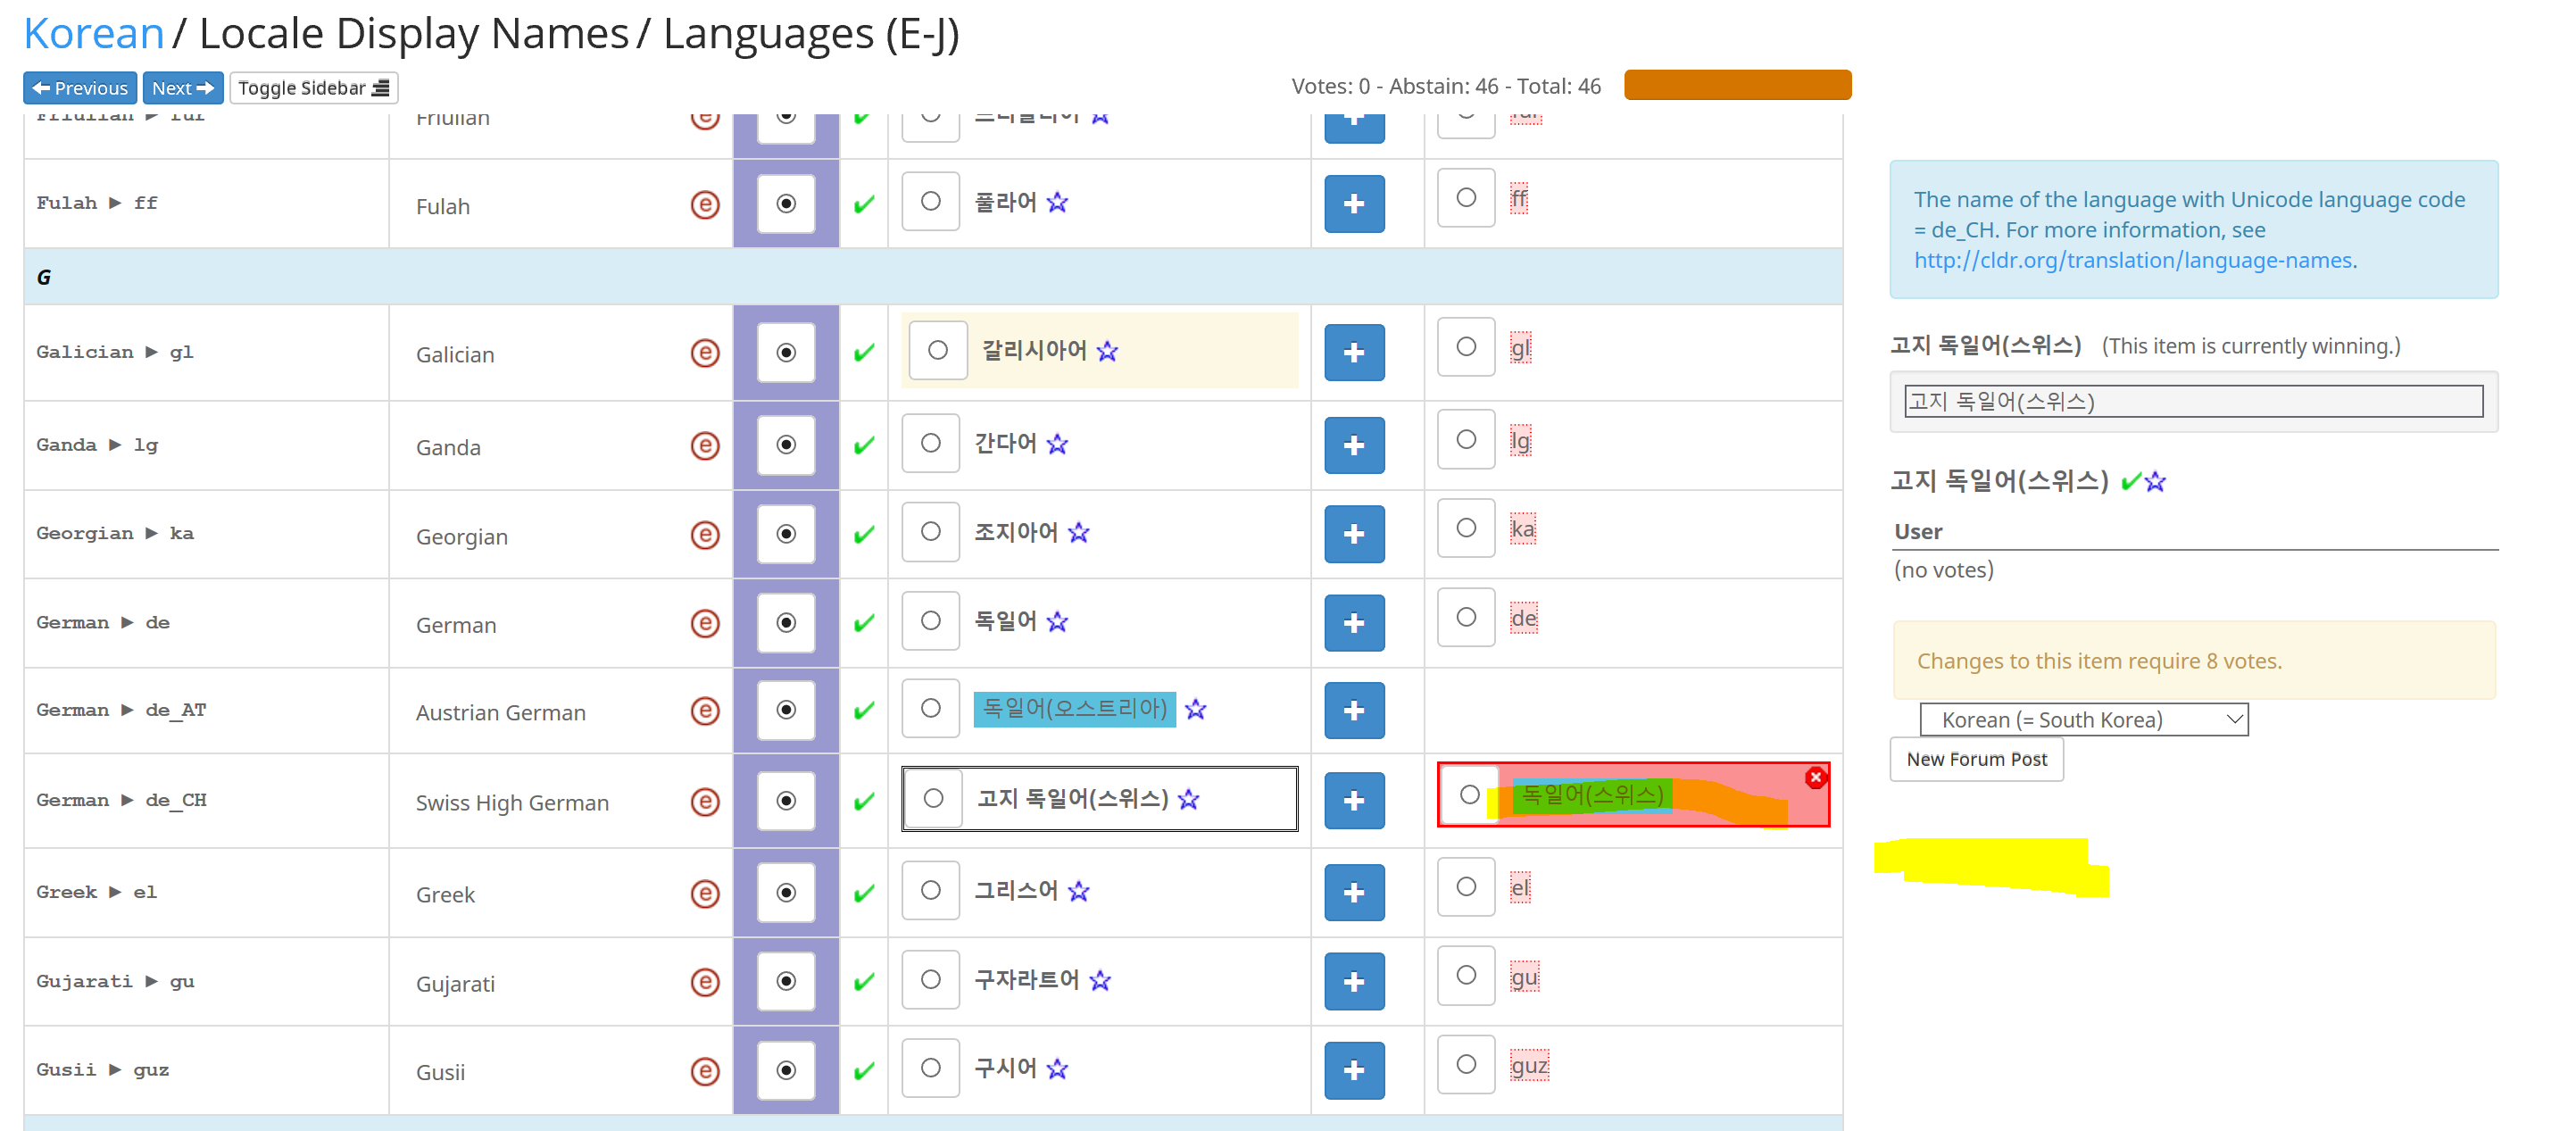 Korean / Locale Display Names / Languages (E-J)
Previous Next Toggle Sidebar Votes: 0 - Abstain: 46 - Total: 46
Friulian ▶ fur Friulian ⓔ 프리울리어 fur
Fulah ▶ ff Fulah ⓔ 풀라어 ff
G
Galician ▶ gl Galician ⓔ 갈리시아어 gl
Ganda ▶ lg Ganda ⓔ 간다어 lg
Georgian ▶ ka Georgian ⓔ 조지아어 ka
German ▶ de German ⓔ 독일어 de
German ▶ de_AT Austrian German ⓔ 독일어(오스트리아)
German ▶ de_CH Swiss High German ⓔ 고지 독일어(스위스) 독일어(스위스)
Greek ▶ el Greek ⓔ 그리스어 el
Gujarati ▶ gu Gujarati ⓔ 구자라트어 gu
Gusii ▶ guz Gusii ⓔ 구시어 guz
The name of the language with Unicode language code
= de_CH. For more information, see
http://cldr.org/translation/language-names.
고지 독일어(스위스) (This item is currently winning.)
고지 독일어(스위스)
고지 독일어(스위스)
User
(no votes)
Changes to this item require 8 votes.
Korean (= South Korea)
New Forum Post